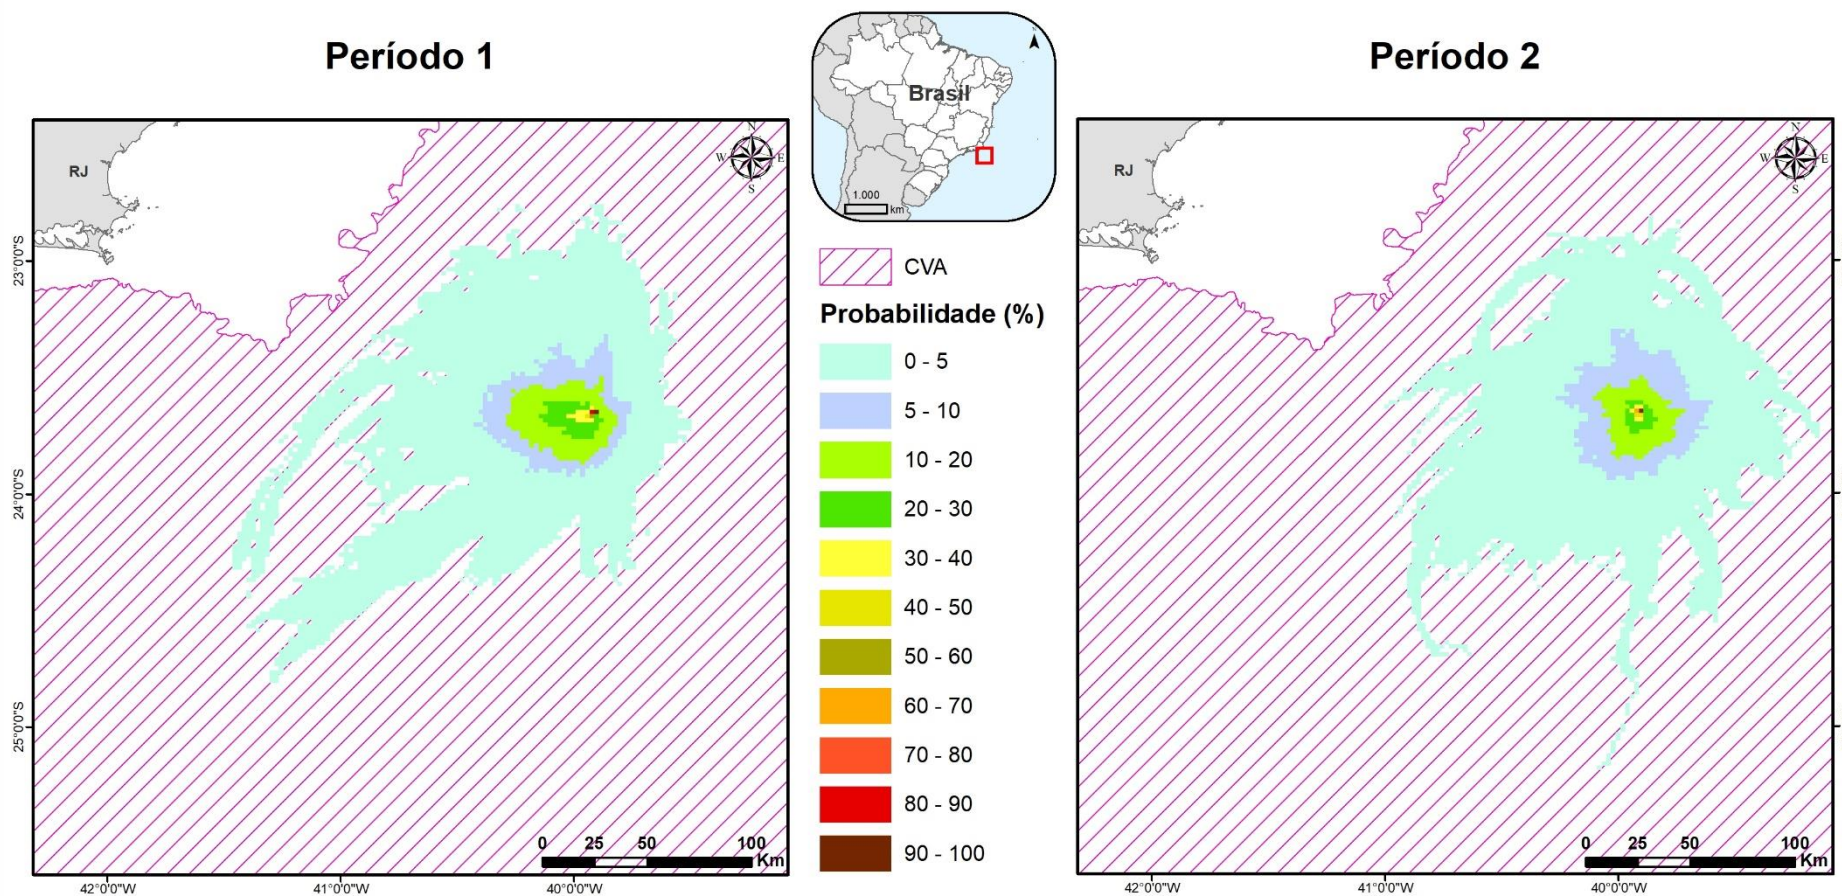 Período 1
Período 2
Brasil
1.000
km
N
W
E
S
RJ
N
W
E
S
RJ
CVA
Probabilidade (%)
0 - 5
5 - 10
10 - 20
20 - 30
30 - 40
40 - 50
50 - 60
60 - 70
70 - 80
80 - 90
90 - 100
23°0'0"S
24°0'0"S
25°0'0"S
0 25 50 100
Km
0 25 50 100
Km
42°0'0"W 41°0'0"W 40°0'0"W
42°0'0"W 41°0'0"W 40°0'0"W